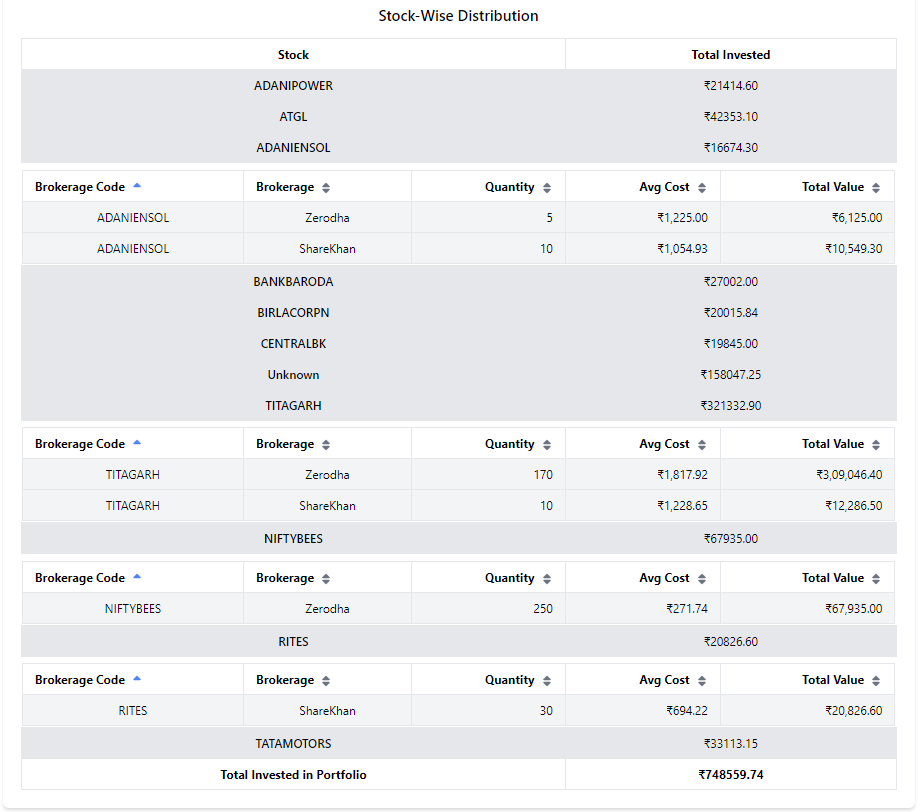 Stock-Wise Distribution
Stock Total Invested
ADANIPOWER ₹21414.60
ATGL ₹42353.10
ADANIENSOL ₹16674.30
Brokerage Code Brokerage Quantity Avg Cost Total Value
ADANIENSOL Zerodha 5 ₹1,225.00 ₹6,125.00
ADANIENSOL ShareKhan 10 ₹1,054.93 ₹10,549.30
BANKBARODA ₹27002.00
BIRLACORPN ₹20015.84
CENTRALBK ₹19845.00
Unknown ₹158047.25
TITAGARH ₹321332.90
Brokerage Code Brokerage Quantity Avg Cost Total Value
TITAGARH Zerodha 170 ₹1,817.92 ₹3,09,046.40
TITAGARH ShareKhan 10 ₹1,228.65 ₹12,286.50
NIFTYBEES ₹67935.00
Brokerage Code Brokerage Quantity Avg Cost Total Value
NIFTYBEES Zerodha 250 ₹271.74 ₹67,935.00
RITES ₹20826.60
Brokerage Code Brokerage Quantity Avg Cost Total Value
RITES ShareKhan 30 ₹694.22 ₹20,826.60
TATAMOTORS ₹33113.15
Total Invested in Portfolio ₹748559.74